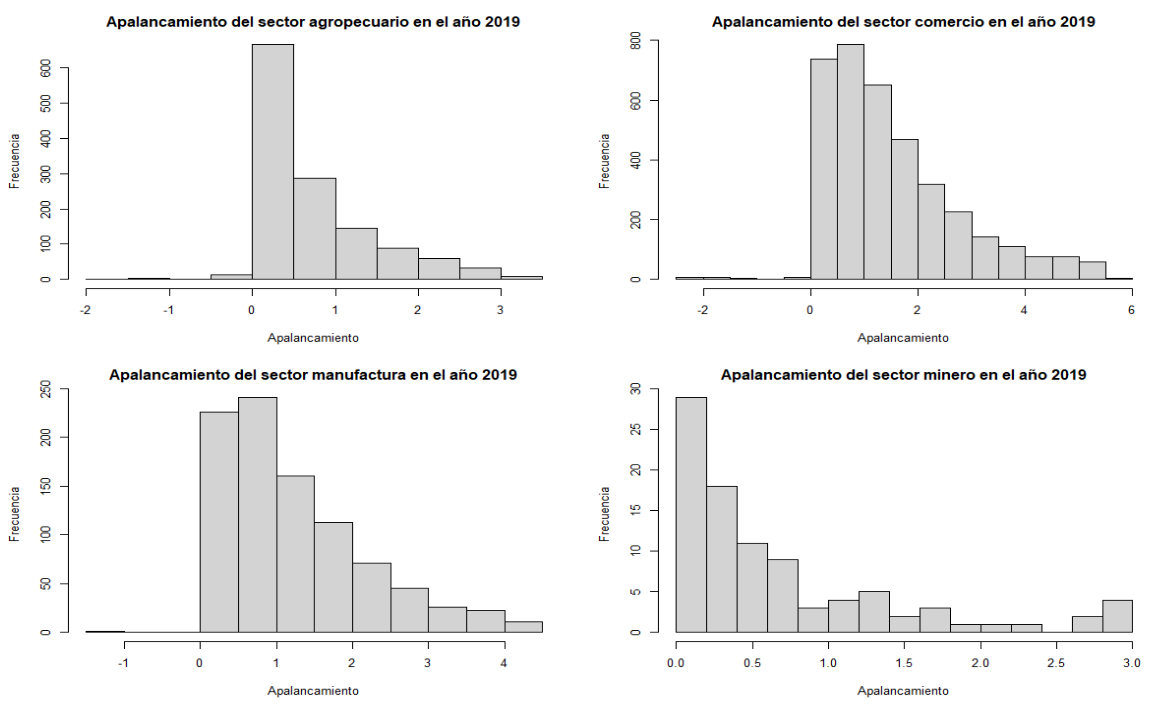 Apalancamiento del sector agropecuario en el año 2019
Frecuencia
0 100 200 300 400 500 600
-2 -1 0 1 2 3
Apalancamiento
Apalancamiento del sector comercio en el año 2019
Frecuencia
0 200 400 600 800
-2 0 2 4 6
Apalancamiento
Apalancamiento del sector manufactura en el año 2019
Frecuencia
0 50 100 150 200 250
-1 0 1 2 3 4
Apalancamiento
Apalancamiento del sector minero en el año 2019
Frecuencia
0 5 10 15 20 25 30
0.0 0.5 1.0 1.5 2.0 2.5 3.0
Apalancamiento